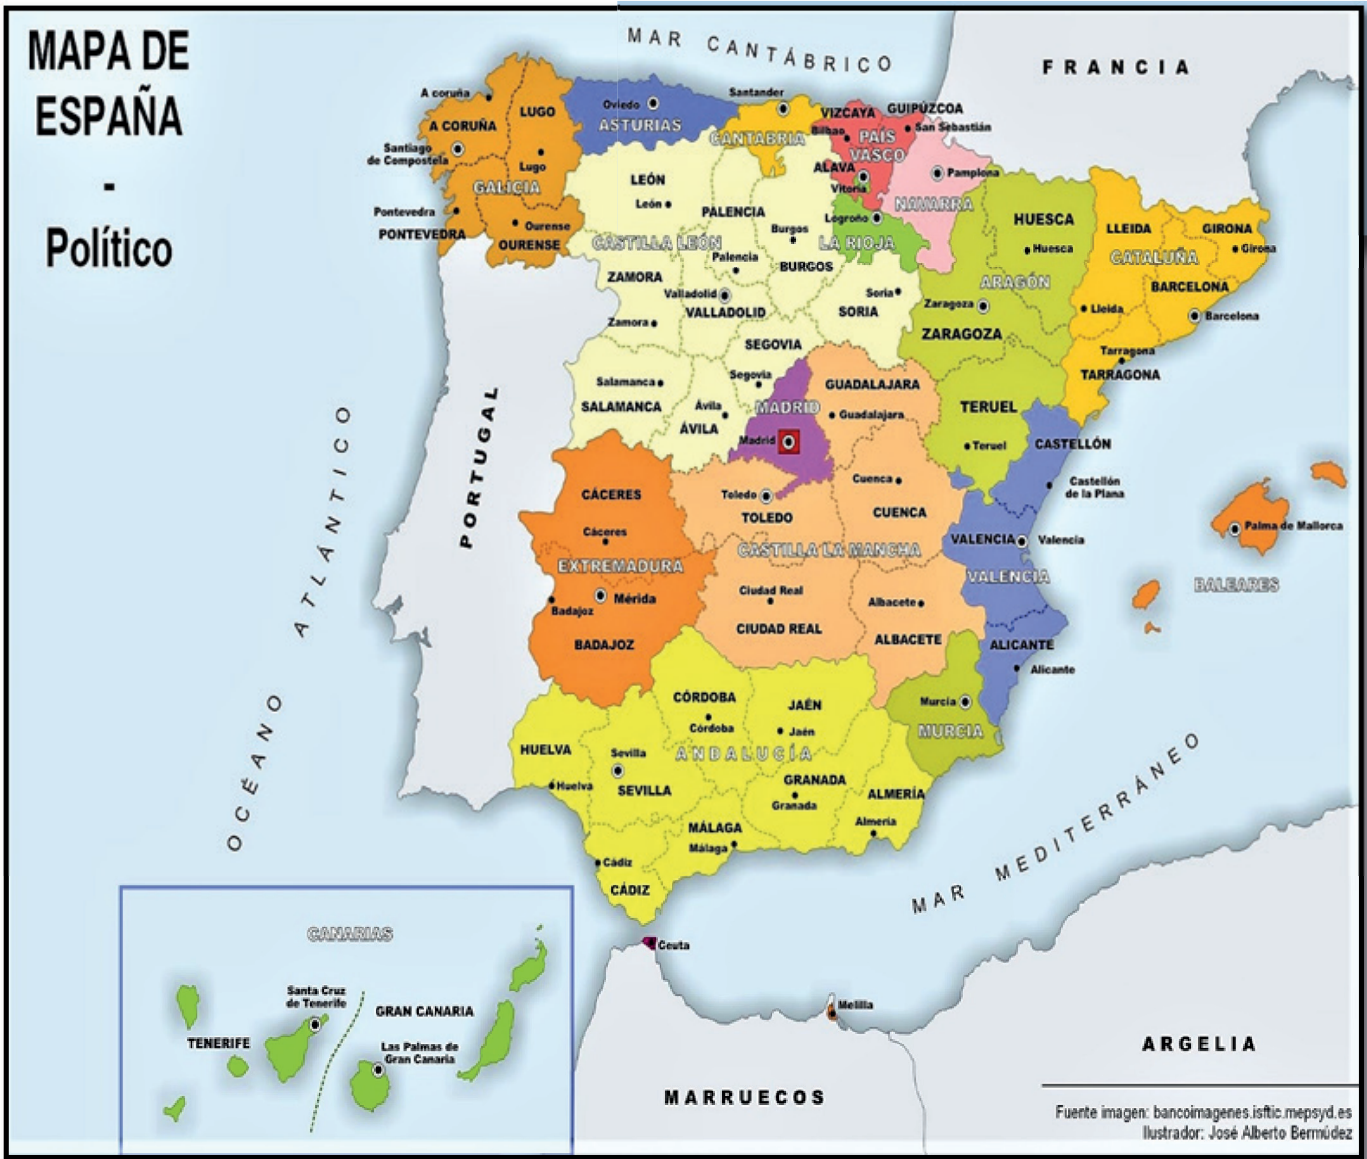 MAPA DE
ESPAÑA
-
Político
MAR CANTÁBRICO
FRANCIA
A coruña
LUGO
A CORUÑA
Santiago
de Compostela
Lugo
GALICIA
Pontevedra
PONTEVEDRA
Ourense
OURENSE
Oviedo
ASTURIAS
Santander
CANTABRIA
VIZCAYA
GUIPÚZCOA
Bilbao
PAÍS
VASCO
San Sebastián
ALAVA
Vitoria
Pamplona
NAVARRA
Logroño
LA RIOJA
LEÓN
León
PALENCIA
Burgos
CASTILLA LEÓN
Palencia
BURGOS
ZAMORA
Valladolid
VALLADOLID
Zamora
Soria
SORIA
SEGOVIA
Segovia
Salamanca
SALAMANCA
Ávila
ÁVILA
HUESCA
Huesca
ARAGÓN
Zaragoza
ZARAGOZA
TERUEL
Teruel
LLEIDA
GIRONA
Girona
CATALUÑA
BARCELONA
Lleida
Barcelona
Tarragona
TARRAGONA
MADRID
Madrid
GUADALAJARA
Guadalajara
Cuenca
CUENCA
Toledo
TOLEDO
CASTILLA LA MANCHA
Ciudad Real
CIUDAD REAL
Albacete
ALBACETE
CASTELLÓN
Castellón
de la Plana
VALENCIA
Valencia
VALENCIA
ALICANTE
Alicante
Palma de Mallorca
BALEARES
CÁCERES
Cáceres
EXTREMADURA
Mérida
Badajoz
BADAJOZ
PORTUGAL
OCÉANO ATLÁNTICO
Murcia
MURCIA
CÓRDOBA
Córdoba
JAÉN
Jaén
ANDALUCÍA
HUELVA
Huelva
Sevilla
SEVILLA
GRANADA
Granada
ALMERÍA
Almería
MÁLAGA
Málaga
Cádiz
CÁDIZ
MAR MEDITERRÁNEO
Ceuta
Melilla
CANARIAS
Santa Cruz
de Tenerife
GRAN CANARIA
TENERIFE
Las Palmas de
Gran Canaria
MARRUECOS
ARGELIA
Fuente imagen: bancoimagenes.isftic.mepsyd.es
Ilustrador: José Alberto Bermúdez